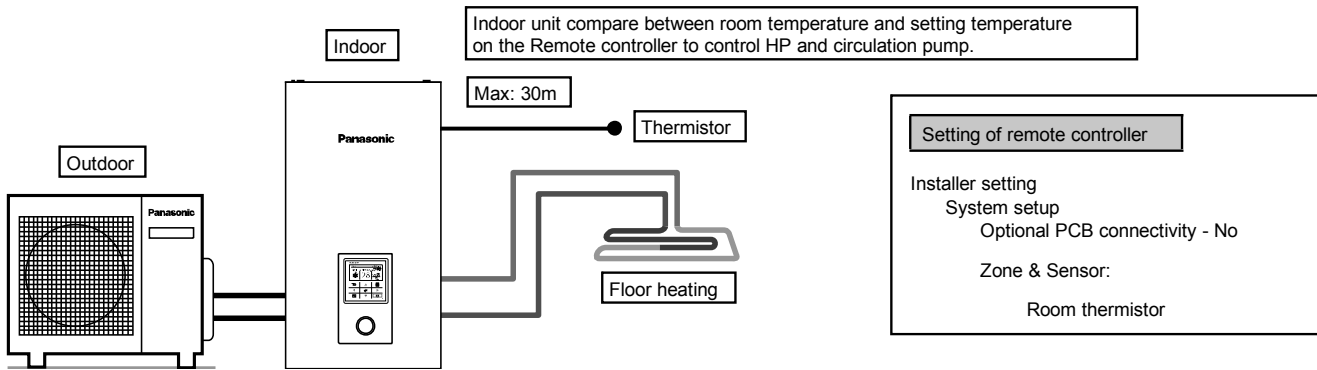 Indoor unit compare between room temperature and setting temperature
on the Remote controller to control HP and circulation pump.
Indoor
Max: 30m
Thermistor
Panasonic
Outdoor
Panasonic
Floor heating
Setting of remote controller
Installer setting
System setup
Optional PCB connectivity - No
Zone & Sensor:
Room thermistor